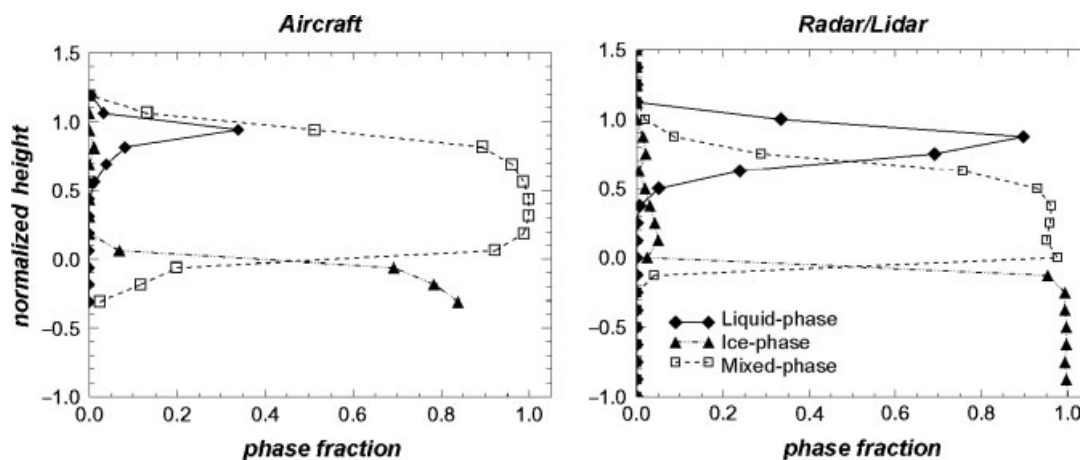 Aircraft
1.5
1.0
0.5
0.0
−0.5
−1.0
normalized height
0.0 0.2 0.4 0.6 0.8 1.0
phase fraction
Radar/Lidar
1.5
1.0
0.5
0.0
−0.5
−1.0
Liquid-phase
Ice-phase
Mixed-phase
0.0 0.2 0.4 0.6 0.8 1.0
phase fraction